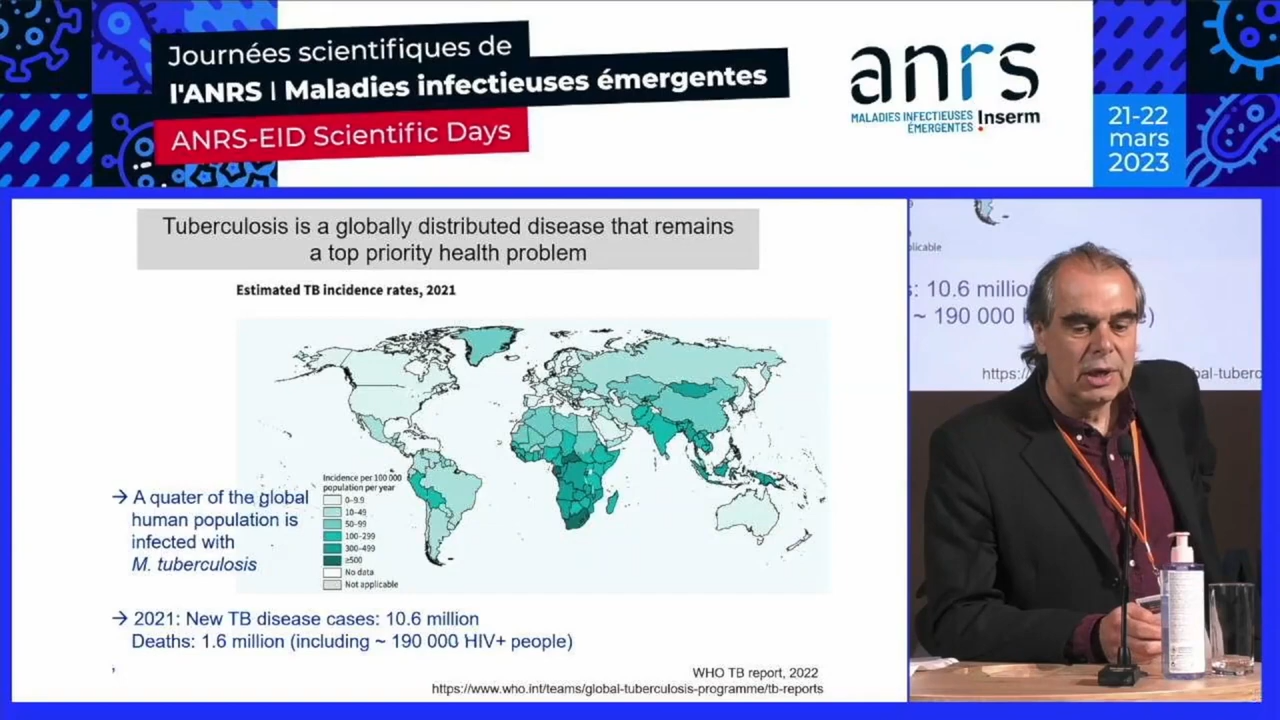 Journées scientifiques de
l'ANRS | Maladies infectieuses émergentes
ANRS-EID Scientific Days
anrs
MALADIES INFECTIEUSES
ÉMERGENTES
Inserm
21-22
mars
2023
Tuberculosis is a globally distributed disease that remains
a top priority health problem
Estimated TB incidence rates, 2021
Incidence per 100 000
population per year
0–9.9
10–49
50–99
100–299
300–499
≥500
No data
Not applicable
→ A quater of the global
human population is
infected with
M. tuberculosis
→ 2021: New TB disease cases: 10.6 million
Deaths: 1.6 million (including ~ 190 000 HIV+ people)
,
WHO TB report, 2022
https://www.who.int/teams/global-tuberculosis-programme/tb-reports
plicable
: 10.6 millio
~ 190 000
e)
https:/
bal-tuberc